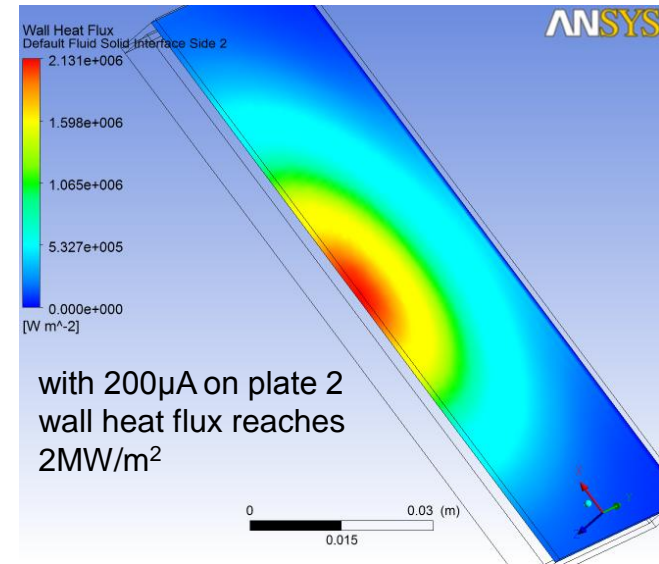 Wall Heat Flux
Default Fluid Solid Interface Side 2
ANSYS
2.131e+006
1.598e+006
1.065e+006
5.327e+005
0.000e+000
[W m^-2]
with 200µA on plate 2
wall heat flux reaches
2MW/m²
0 0.03 (m)
0.015
X
Y